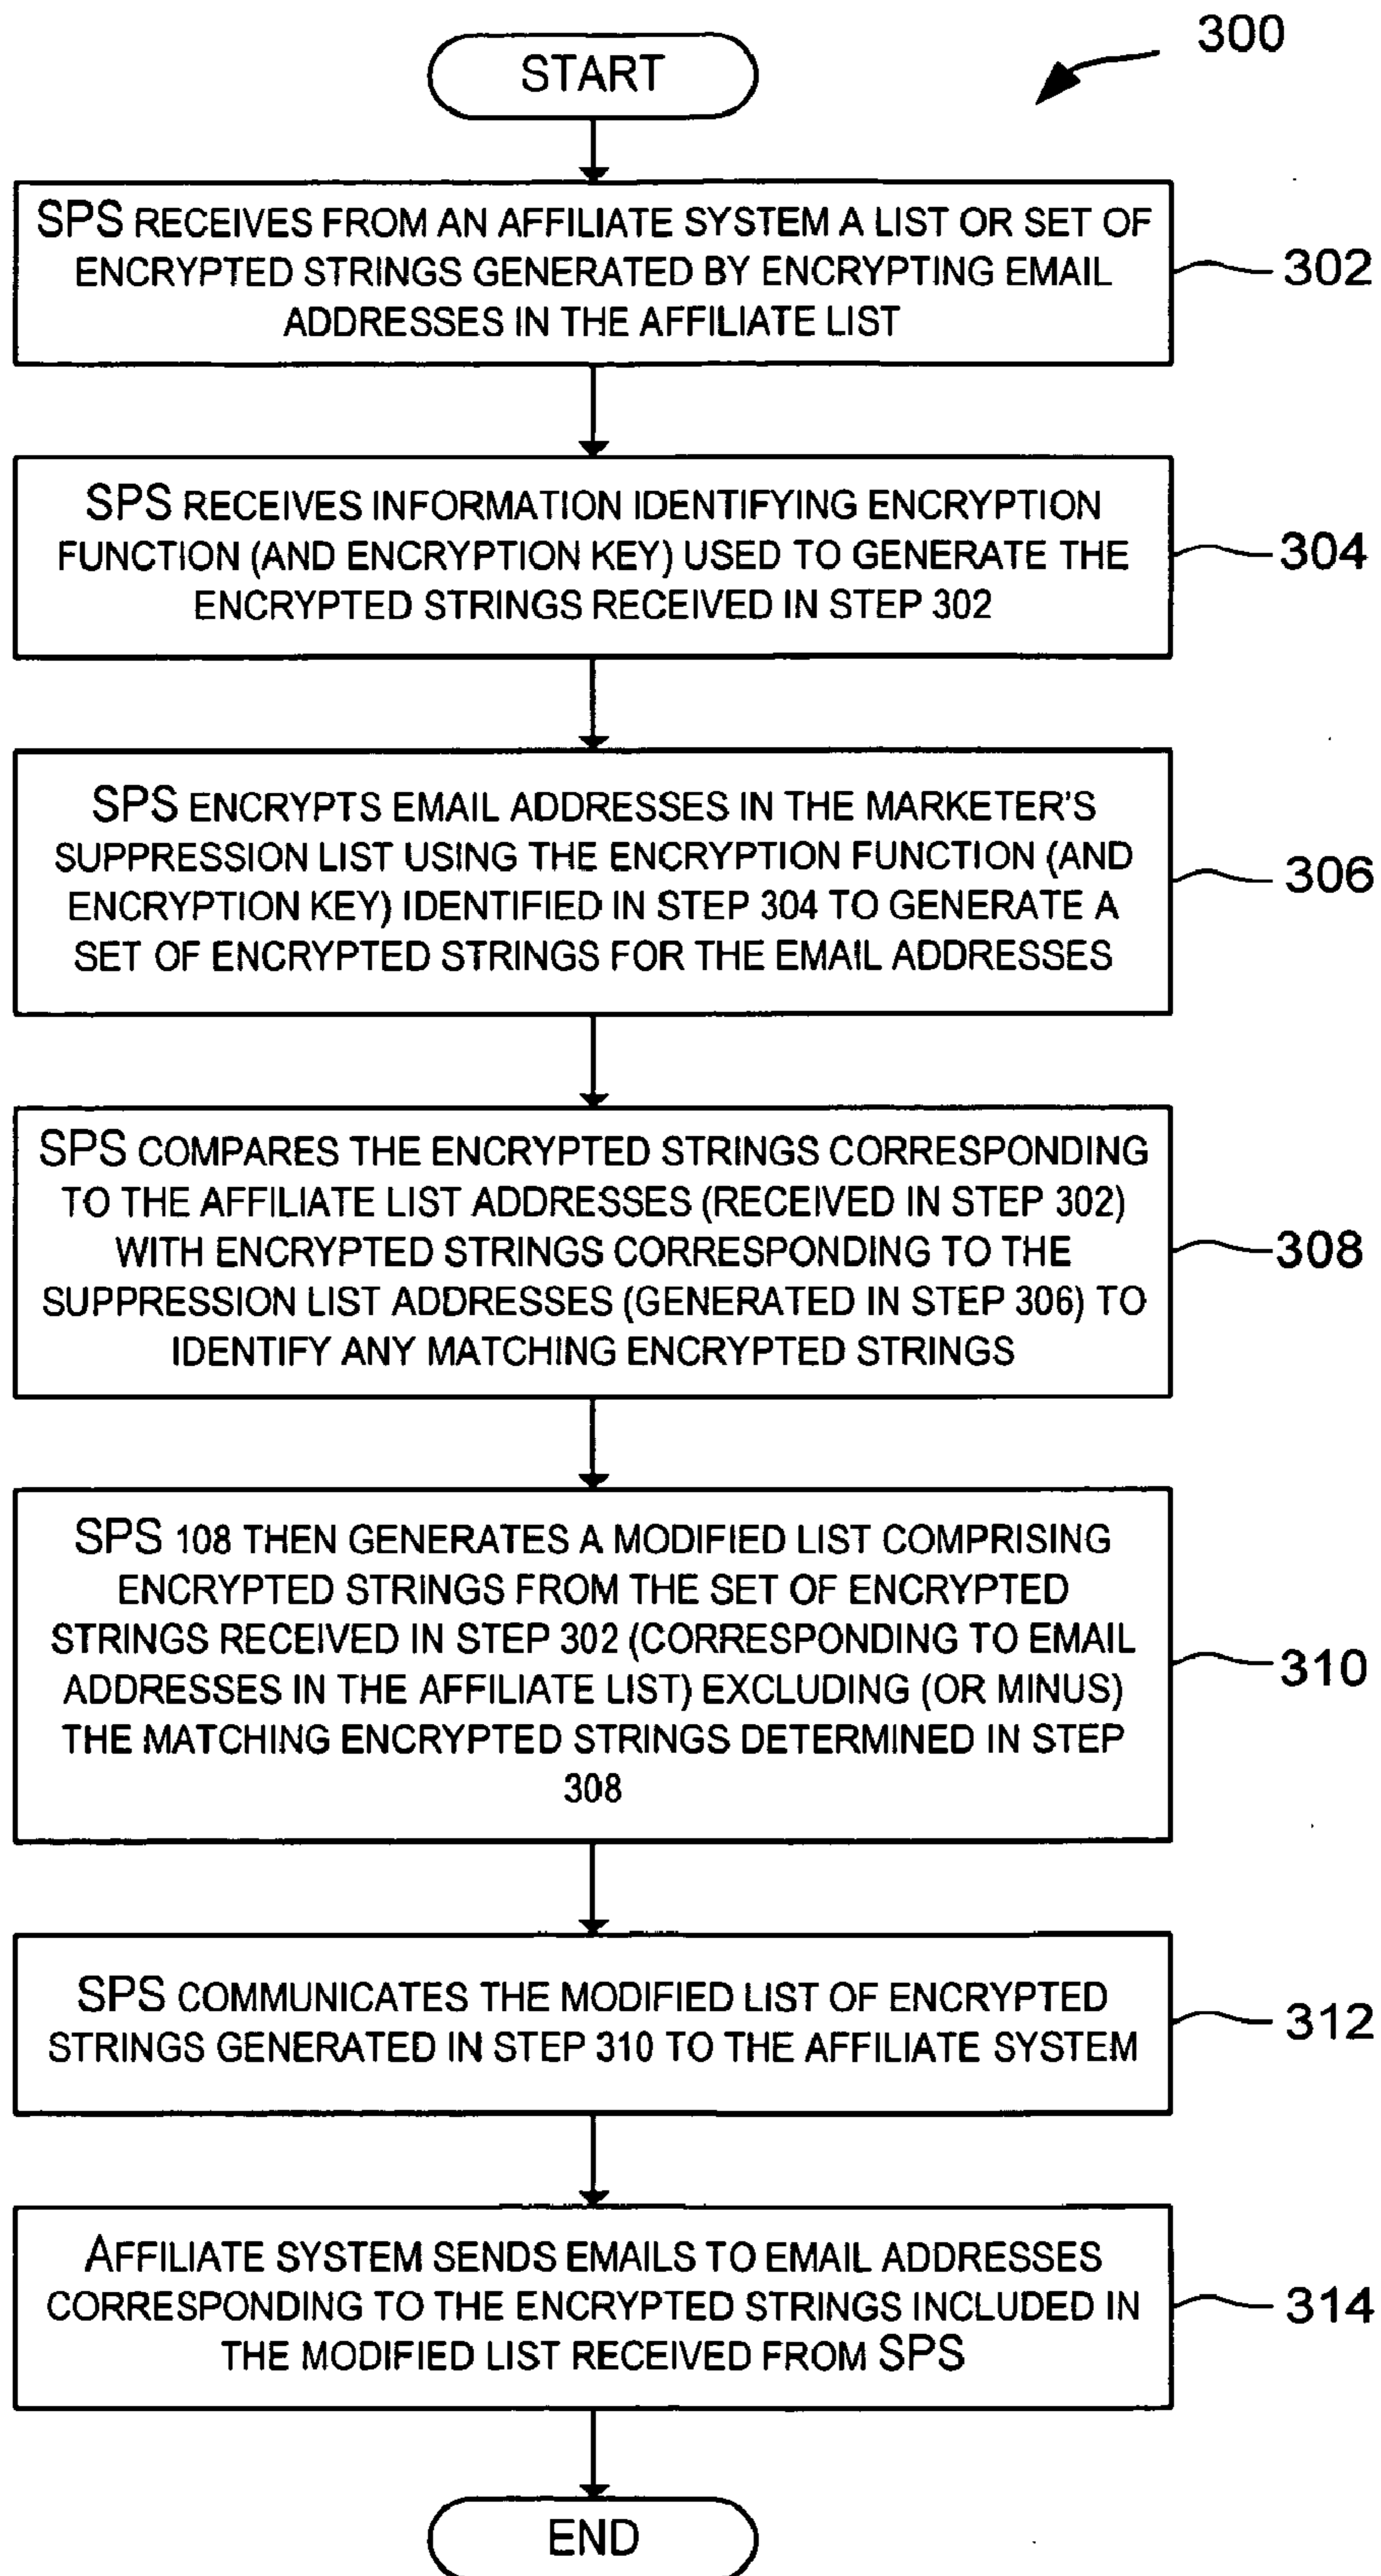 300
START
SPS RECEIVES FROM AN AFFILIATE SYSTEM A LIST OR SET OF
ENCRYPTED STRINGS GENERATED BY ENCRYPTING EMAIL
ADDRESSES IN THE AFFILIATE LIST
302
SPS RECEIVES INFORMATION IDENTIFYING ENCRYPTION
FUNCTION (AND ENCRYPTION KEY) USED TO GENERATE THE
ENCRYPTED STRINGS RECEIVED IN STEP 302
304
SPS ENCRYPTS EMAIL ADDRESSES IN THE MARKETER'S
SUPPRESSION LIST USING THE ENCRYPTION FUNCTION (AND
ENCRYPTION KEY) IDENTIFIED IN STEP 304 TO GENERATE A
SET OF ENCRYPTED STRINGS FOR THE EMAIL ADDRESSES
306
SPS COMPARES THE ENCRYPTED STRINGS CORRESPONDING
TO THE AFFILIATE LIST ADDRESSES (RECEIVED IN STEP 302)
WITH ENCRYPTED STRINGS CORRESPONDING TO THE
SUPPRESSION LIST ADDRESSES (GENERATED IN STEP 306) TO
IDENTIFY ANY MATCHING ENCRYPTED STRINGS
308
SPS 108 THEN GENERATES A MODIFIED LIST COMPRISING
ENCRYPTED STRINGS FROM THE SET OF ENCRYPTED
STRINGS RECEIVED IN STEP 302 (CORRESPONDING TO EMAIL
ADDRESSES IN THE AFFILIATE LIST) EXCLUDING (OR MINUS)
THE MATCHING ENCRYPTED STRINGS DETERMINED IN STEP
308
310
SPS COMMUNICATES THE MODIFIED LIST OF ENCRYPTED
STRINGS GENERATED IN STEP 310 TO THE AFFILIATE SYSTEM
312
AFFILIATE SYSTEM SENDS EMAILS TO EMAIL ADDRESSES
CORRESPONDING TO THE ENCRYPTED STRINGS INCLUDED IN
THE MODIFIED LIST RECEIVED FROM SPS
314
END